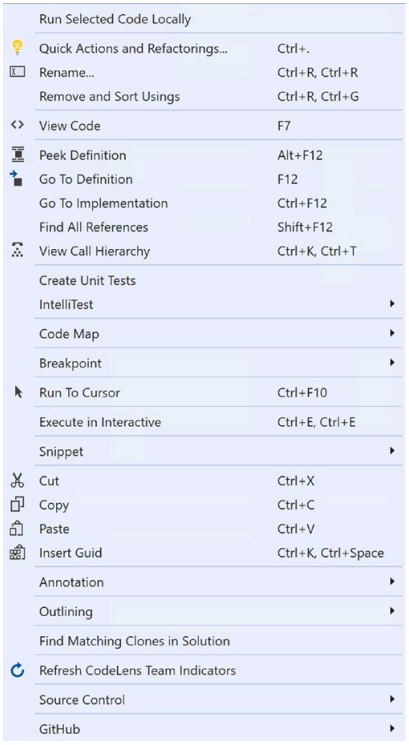 Run Selected Code Locally
Quick Actions and Refactorings... Ctrl+.
Rename... Ctrl+R, Ctrl+R
Remove and Sort Usings Ctrl+R, Ctrl+G
View Code F7
Peek Definition Alt+F12
Go To Definition F12
Go To Implementation Ctrl+F12
Find All References Shift+F12
View Call Hierarchy Ctrl+K, Ctrl+T
Create Unit Tests
IntelliTest
Code Map
Breakpoint
Run To Cursor Ctrl+F10
Execute in Interactive Ctrl+E, Ctrl+E
Snippet
Cut Ctrl+X
Copy Ctrl+C
Paste Ctrl+V
Insert Guid Ctrl+K, Ctrl+Space
Annotation
Outlining
Find Matching Clones in Solution
Refresh CodeLens Team Indicators
Source Control
GitHub